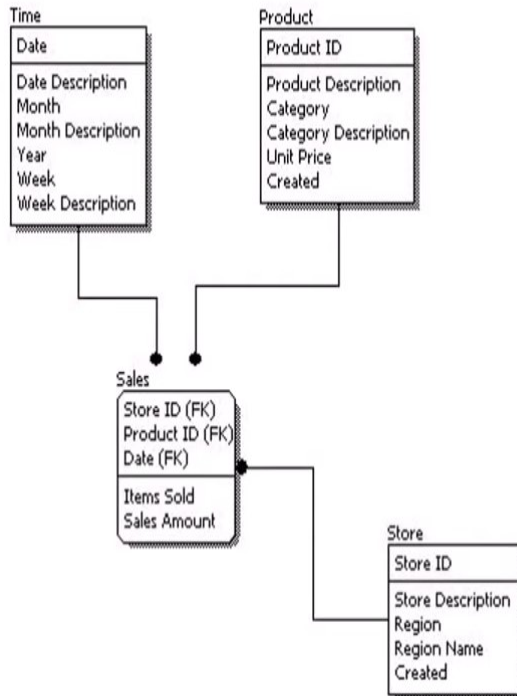 Time
Date
Date Description
Month
Month Description
Year
Week
Week Description
Product
Product ID
Product Description
Category
Category Description
Unit Price
Created
Sales
Store ID (FK)
Product ID (FK)
Date (FK)
Items Sold
Sales Amount
Store
Store ID
Store Description
Region
Region Name
Created